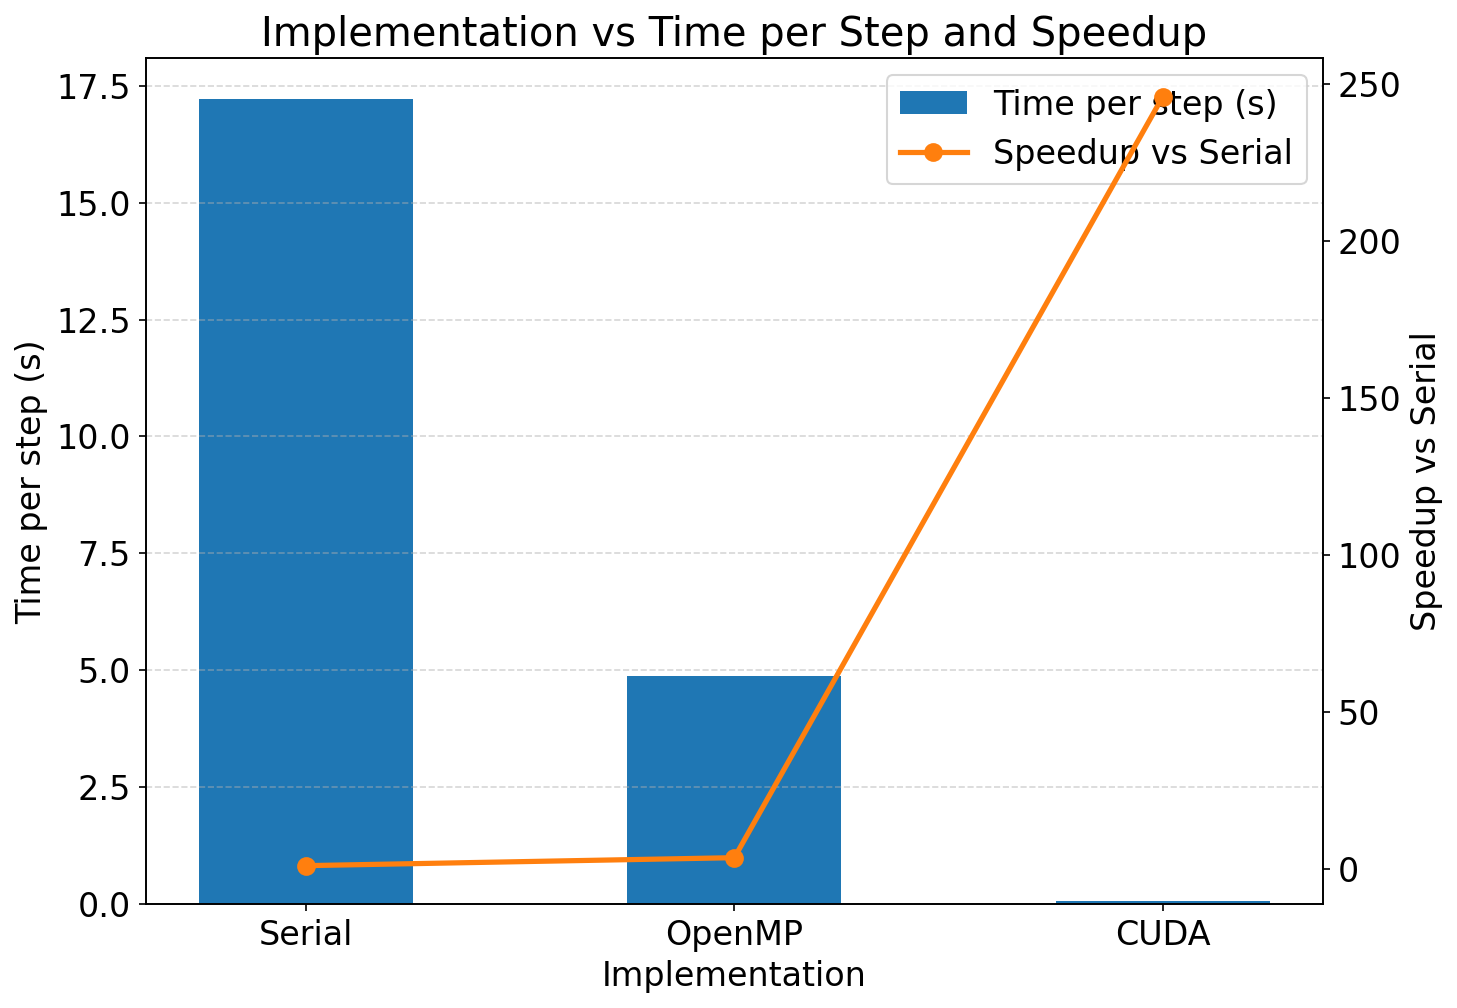 Implementation vs Time per Step and Speedup
17.5
15.0
12.5
10.0
7.5
5.0
2.5
0.0
Time per step (s)
Time per step (s)
Speedup vs Serial
250
200
150
100
50
0
Speedup vs Serial
Serial
OpenMP
CUDA
Implementation